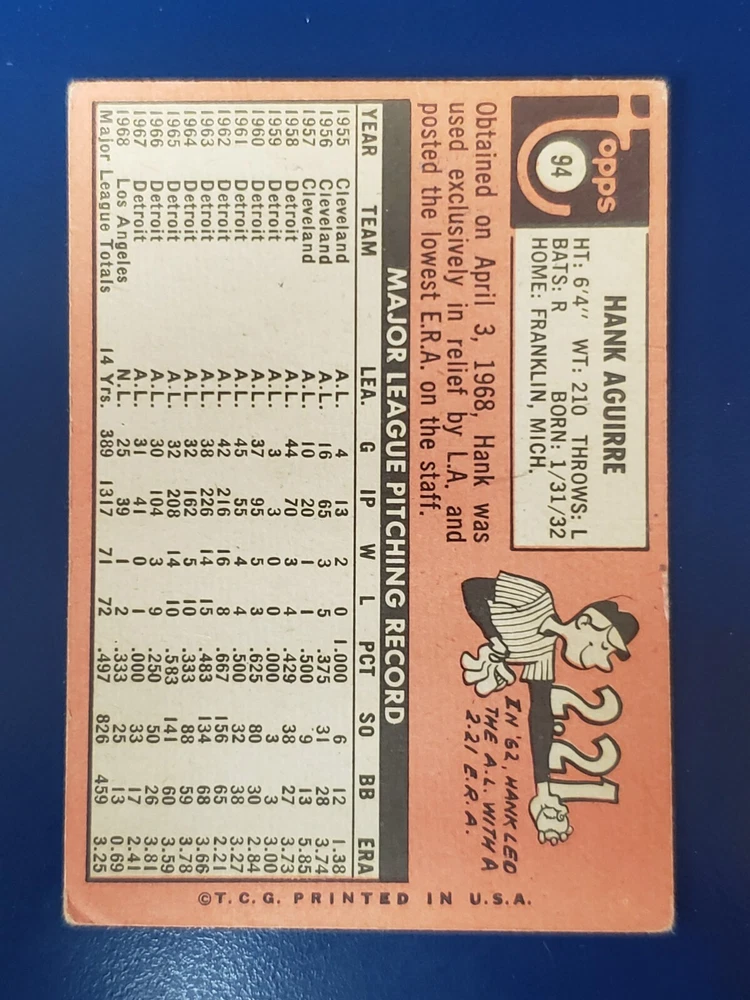 Topps
94
HANK AGUIRRE
HT: 6'4'' WT: 210 THROWS: L
BATS: R BORN: 1/31/32
HOME: FRANKLIN, MICH.
Obtained on April 3, 1968, Hank was
used exclusively in relief by L.A. and
posted the lowest E.R.A. on the staff.
2.21
IN '62, HANK LED
THE A.L. WITH A
2.21 E.R.A.
MAJOR LEAGUE PITCHING RECORD
YEAR TEAM LEA. G IP W L PCT SO BB ERA
1955 Cleveland A.L. 4 13 2 0 1.000 6 12 1.38
1956 Cleveland A.L. 16 65 3 5 .375 31 28 3.74
1957 Cleveland A.L. 10 20 1 1 .500 9 13 5.85
1958 Detroit A.L. 44 70 3 4 .429 38 27 3.73
1959 Detroit A.L. 3 3 0 0 .000 3 3 3.00
1960 Detroit A.L. 37 95 5 3 .625 80 30 2.84
1961 Detroit A.L. 45 55 4 4 .500 32 38 3.27
1962 Detroit A.L. 42 216 16 8 .667 156 65 2.21
1963 Detroit A.L. 38 226 14 15 .483 134 68 3.66
1964 Detroit A.L. 32 162 5 10 .333 88 59 3.78
1965 Detroit A.L. 32 208 14 10 .583 141 60 3.59
1966 Detroit A.L. 30 104 3 9 .250 50 26 3.81
1967 Detroit A.L. 31 41 0 1 .000 33 17 2.41
1968 Los Angeles N.L. 25 39 1 2 .333 25 13 0.69
Major League Totals 14 Yrs. 389 1317 71 72 .497 826 459 3.25
©T.C.G. PRINTED IN U.S.A.